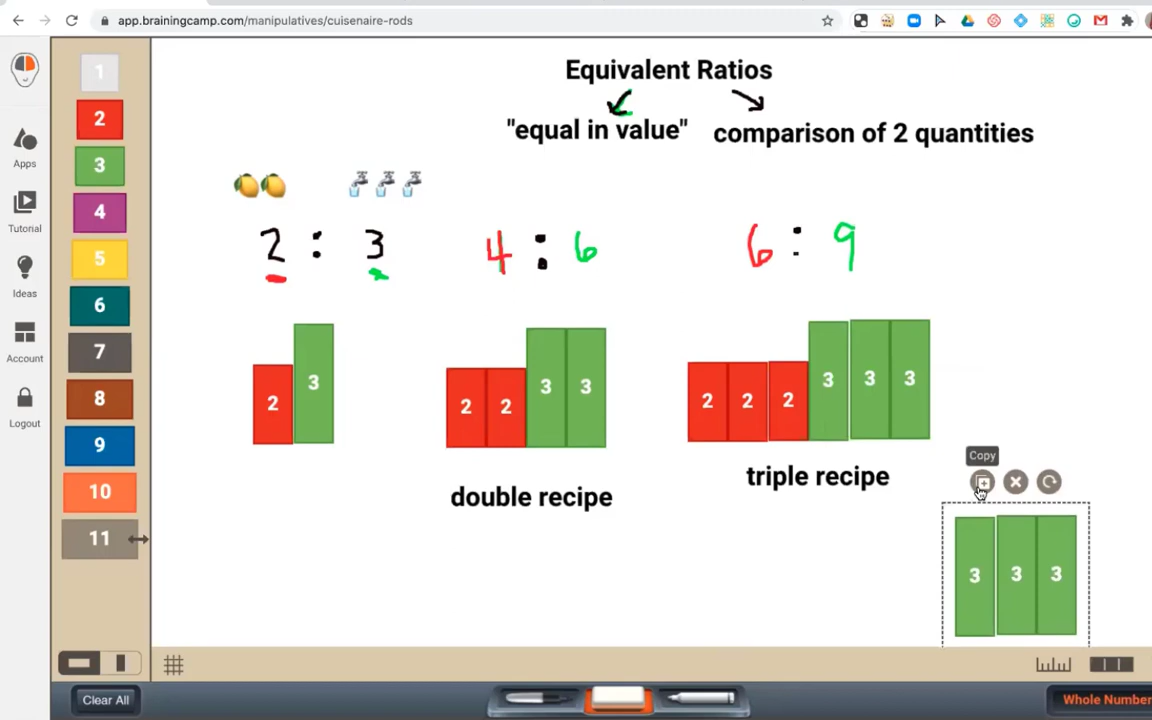 app.brainingcamp.com/manipulatives/cuisenaire-rods
Apps
Tutorial
Ideas
Account
Logout
1
2
3
4
5
6
7
8
9
10
11
Equivalent Ratios
"equal in value" comparison of 2 quantities
2 : 3 4 : 6 6 : 9
2 3
2 2 3 3
2 2 2 3 3 3
double recipe
triple recipe
Copy
3 3 3
Clear All
Whole Number